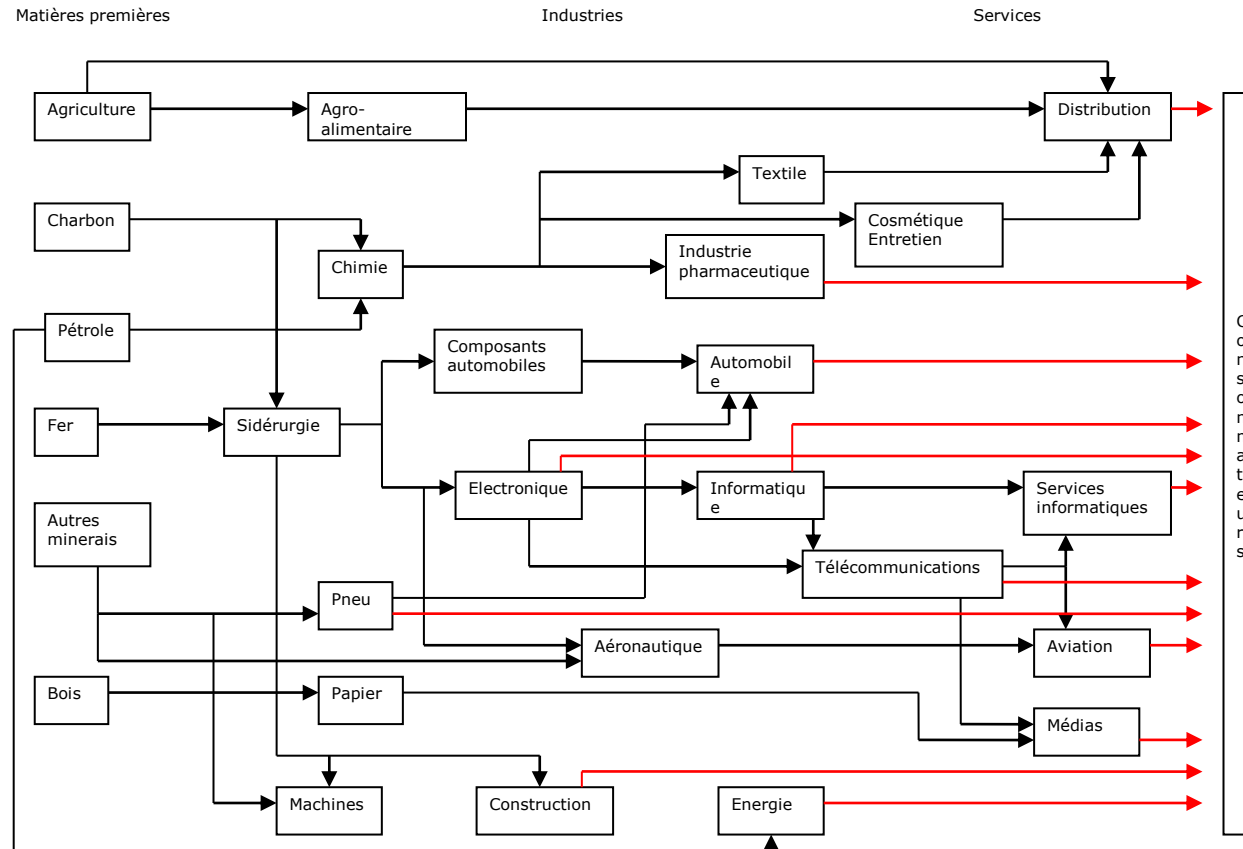 Matières premières
Industries
Services
Agriculture
Agro-
alimentaire
Distribution
Textile
Charbon
Cosmétique
Entretien
Chimie
Industrie
pharmaceutique
Pétrole
Composants
automobiles
Automobil
e
Fer
Sidérurgie
Electronique
Informatiqu
e
Services
informatiques
Autres
minerais
Télécommunications
Pneu
Aéronautique
Aviation
Bois
Papier
Médias
Machines
Construction
Energie
C
o
n
s
o
m
m
a
t
e
u
r
s